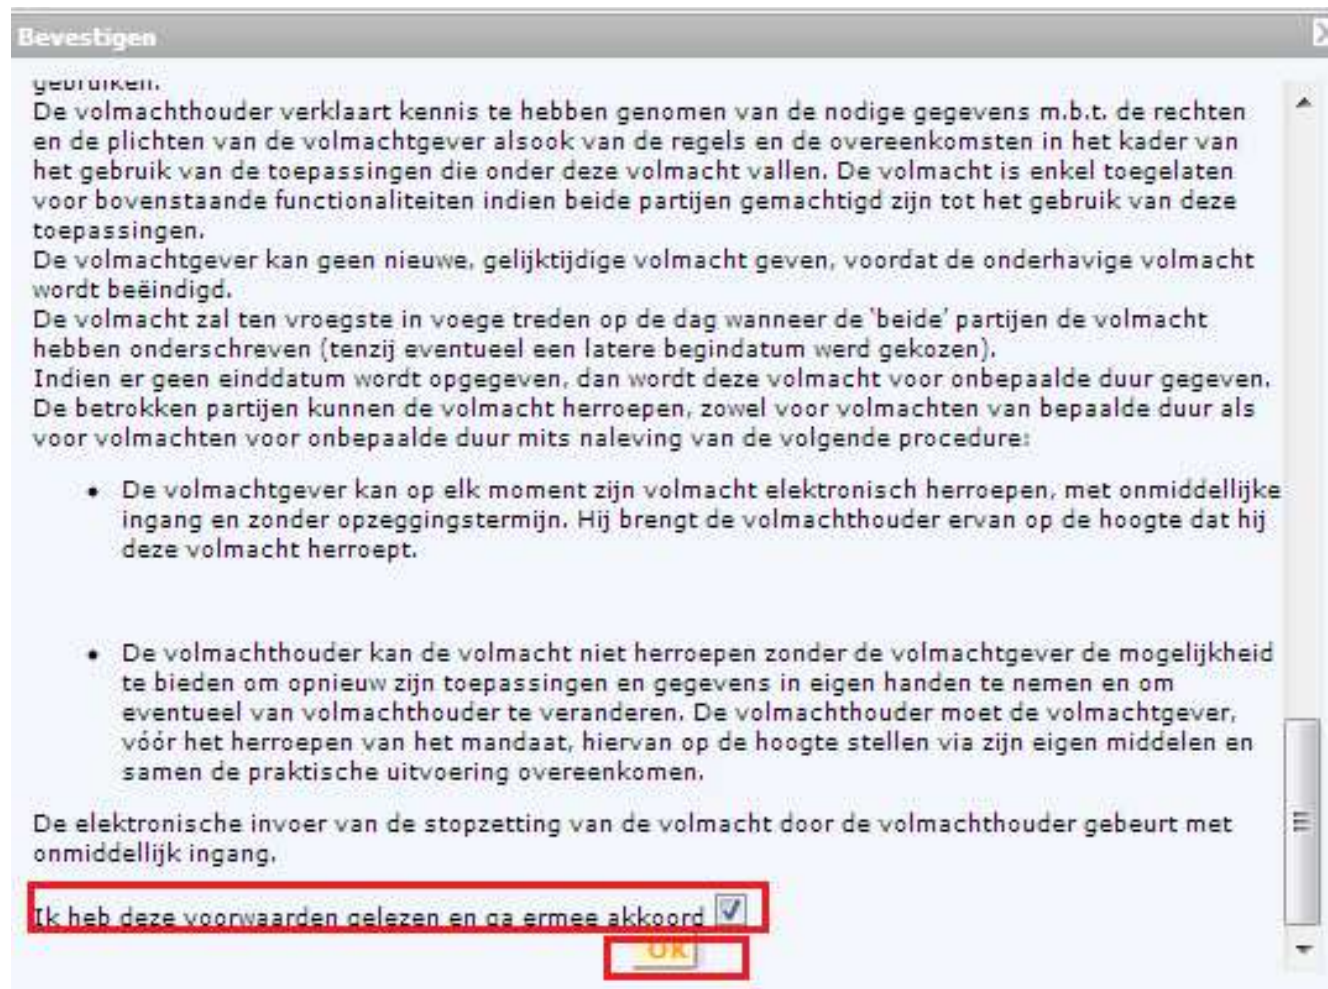 Bevestigen
gebruiken.
De volmachthouder verklaart kennis te hebben genomen van de nodige gegevens m.b.t. de rechten
en de plichten van de volmachtgever alsook van de regels en de overeenkomsten in het kader van
het gebruik van de toepassingen die onder deze volmacht vallen. De volmacht is enkel toegelaten
voor bovenstaande functionaliteiten indien beide partijen gemachtigd zijn tot het gebruik van deze
toepassingen.
De volmachtgever kan geen nieuwe, gelijktijdige volmacht geven, voordat de onderhavige volmacht
wordt beëindigd.
De volmacht zal ten vroegste in voege treden op de dag wanneer de 'beide' partijen de volmacht
hebben onderschreven (tenzij eventueel een latere begindatum werd gekozen).
Indien er geen einddatum wordt opgegeven, dan wordt deze volmacht voor onbepaalde duur gegeven.
De betrokken partijen kunnen de volmacht herroepen, zowel voor volmachten van bepaalde duur als
voor volmachten voor onbepaalde duur mits naleving van de volgende procedure:
• De volmachtgever kan op elk moment zijn volmacht elektronisch herroepen, met onmiddellijke
ingang en zonder opzeggingstermijn. Hij brengt de volmachthouder ervan op de hoogte dat hij
deze volmacht herroept.
• De volmachthouder kan de volmacht niet herroepen zonder de volmachtgever de mogelijkheid
te bieden om opnieuw zijn toepassingen en gegevens in eigen handen te nemen en om
eventueel van volmachthouder te veranderen. De volmachthouder moet de volmachtgever,
vóór het herroepen van het mandaat, hiervan op de hoogte stellen via zijn eigen middelen en
samen de praktische uitvoering overeenkomen.
De elektronische invoer van de stopzetting van de volmacht door de volmachthouder gebeurt met
onmiddellijk ingang.
Ik heb deze voorwaarden gelezen en ga ermee akkoord
OK